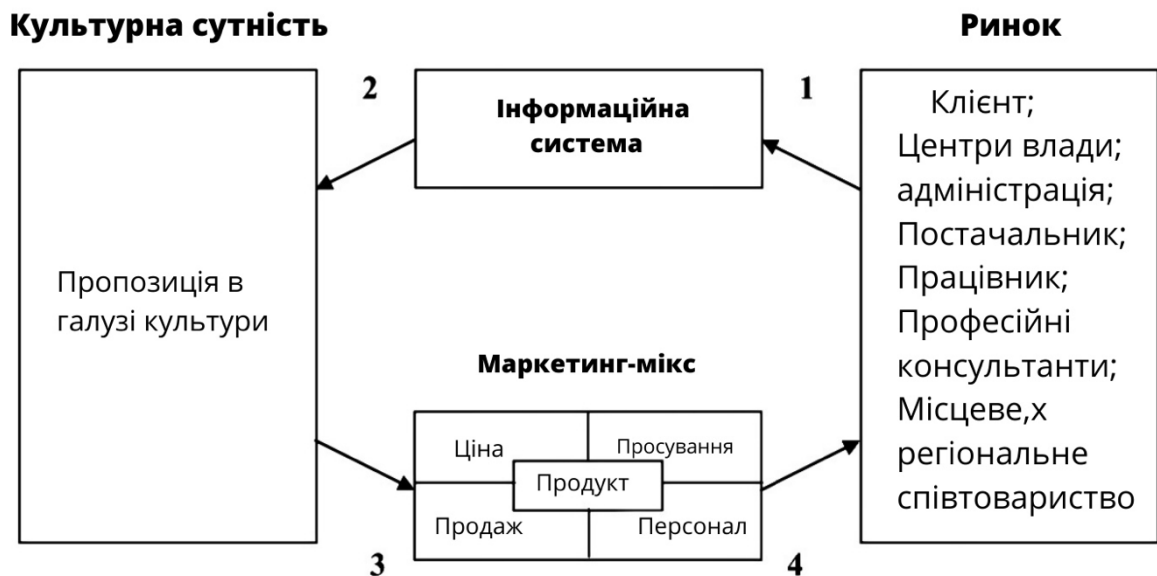 Культурна сутність
Ринок
2
1
Інформаційна
система
Пропозиція в
галузі культури
Клієнт;
Центри влади;
адміністрація;
Постачальник;
Працівник;
Професійні
консультанти;
Місцеве,х
регіональне
співтовариство
Маркетинг-мікс
Ціна
Просування
Продукт
Продаж
Персонал
3
4